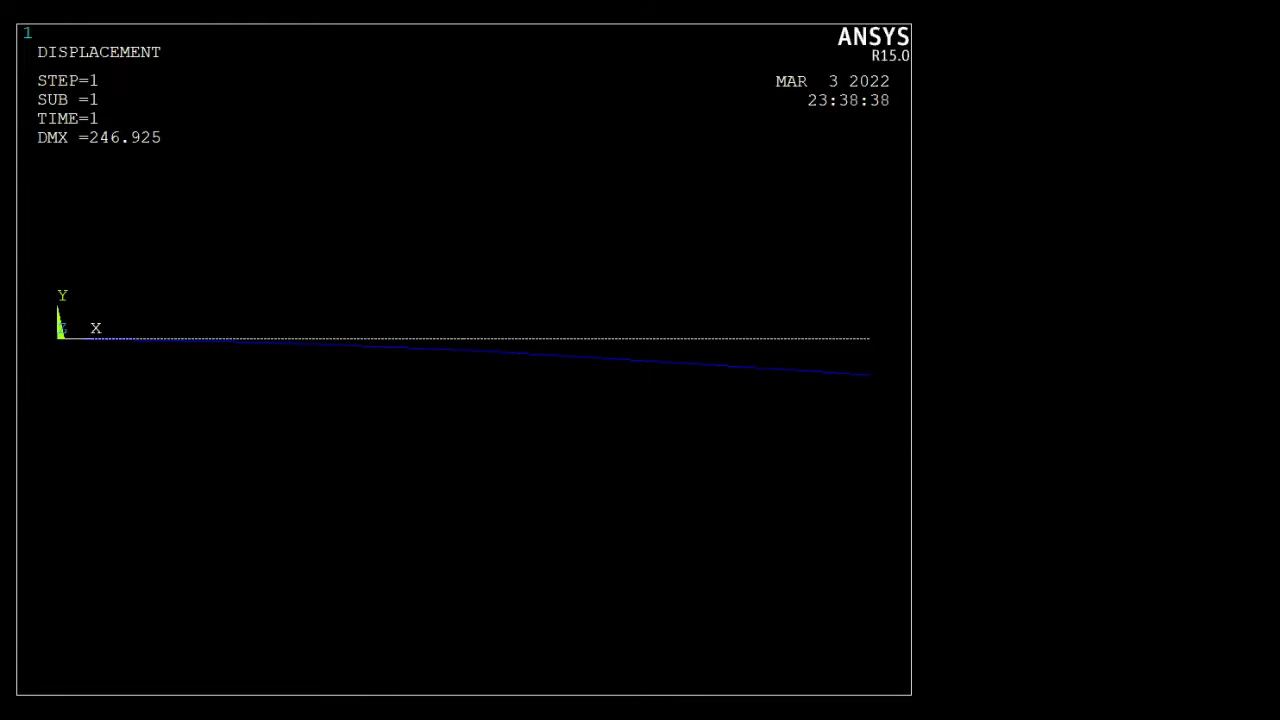 1
DISPLACEMENT
STEP=1
SUB =1
TIME=1
DMX =246.925
ANSYS
R15.0
MAR 3 2022
23:38:38
Y
Z X